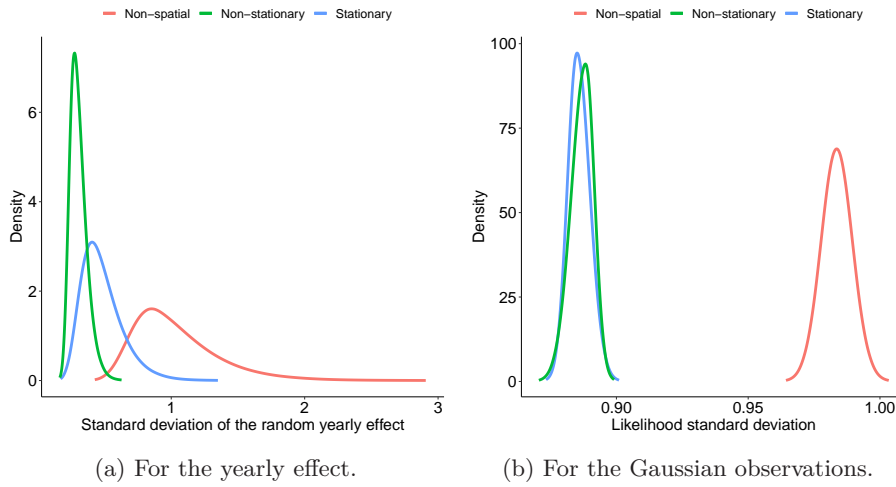 Non-spatial Non-stationary Stationary
6
4
2
0
Density
1 2 3
Standard deviation of the random yearly effect
(a) For the yearly effect.
Non-spatial Non-stationary Stationary
100
75
50
25
0
Density
0.90 0.95 1.00
Likelihood standard deviation
(b) For the Gaussian observations.